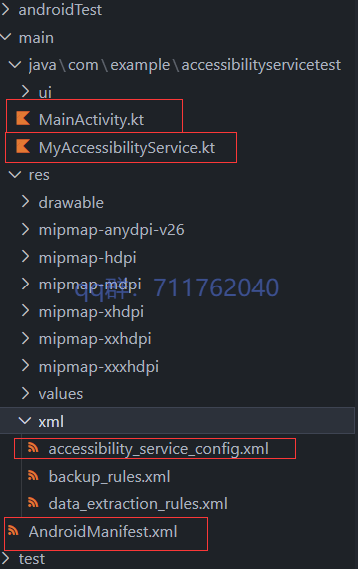 androidTest
main
java\com\example\accessibilityservicetest
ui
MainActivity.kt
MyAccessibilityService.kt
res
drawable
mipmap-anydpi-v26
mipmap-hdpi
mipmap-mdpi
qq群：711762040
mipmap-xhdpi
mipmap-xxhdpi
mipmap-xxxhdpi
values
xml
accessibility_service_config.xml
backup_rules.xml
data_extraction_rules.xml
AndroidManifest.xml
test